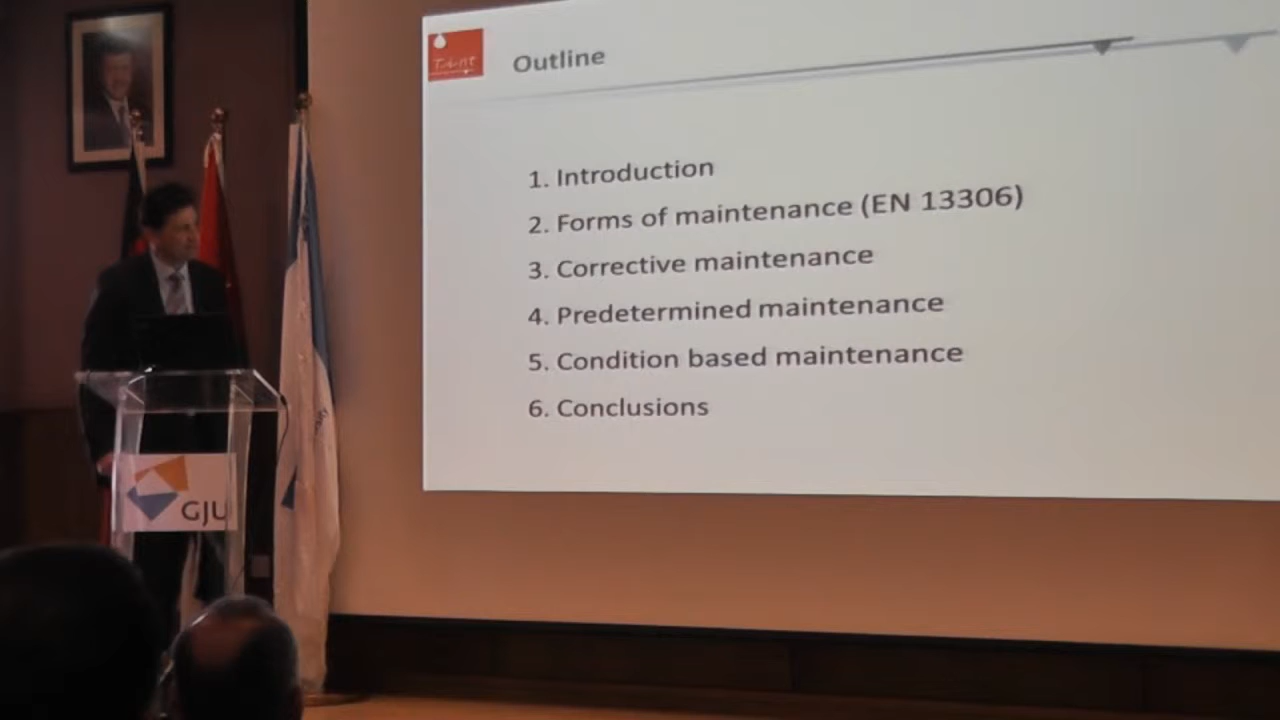 Outline
1. Introduction
2. Forms of maintenance (EN 13306)
3. Corrective maintenance
4. Predetermined maintenance
5. Condition based maintenance
6. Conclusions
GJU